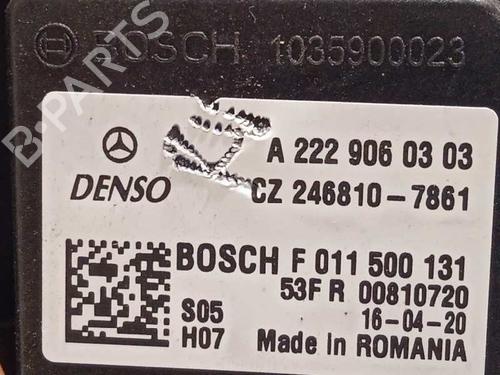 BOSCH 1035900023
B-PARTS
A 222 906 03 03
DENSO CZ 246810-7861
BOSCH F 011 500 131
53F R 00810720
S05 16-04-20
H07 Made in ROMANIA